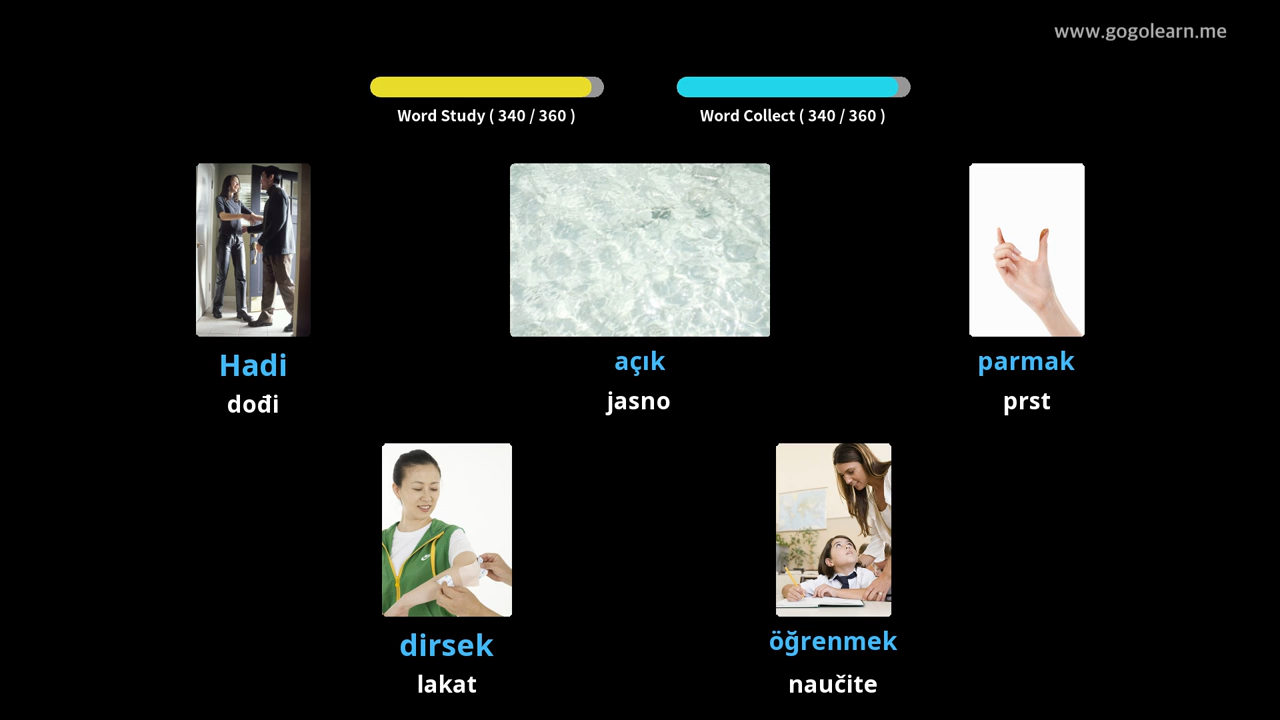 www.gogolearn.me
Word Study ( 340 / 360 )
Word Collect ( 340 / 360 )
Hadi
dođi
açık
jasno
parmak
prst
dirsek
lakat
öğrenmek
naučite